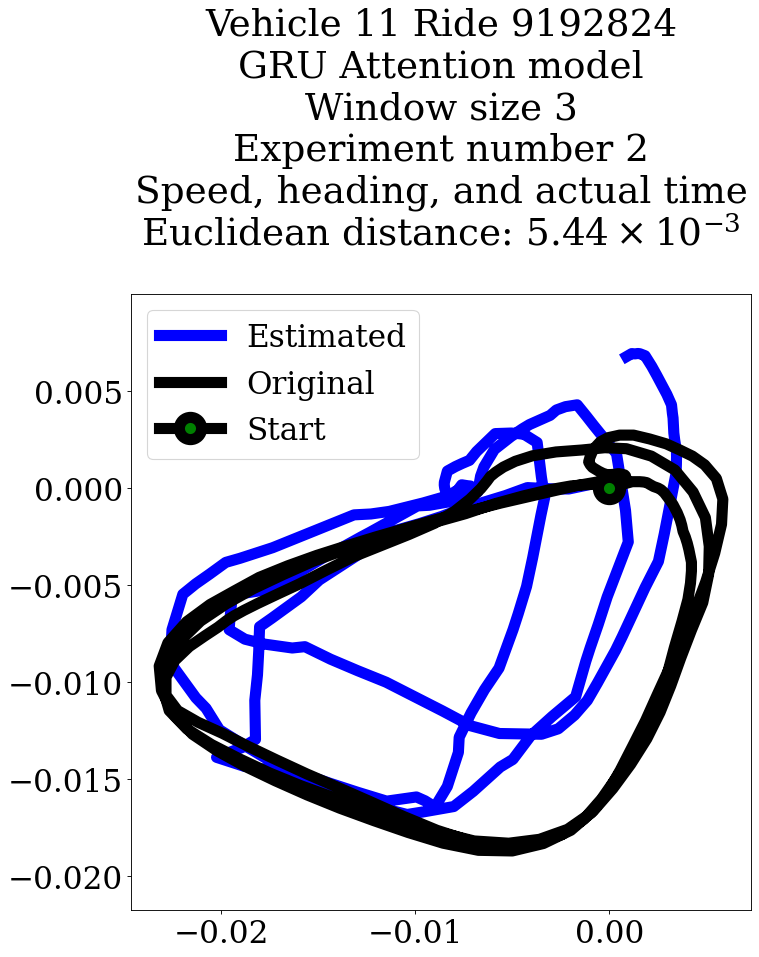 Vehicle 11 Ride 9192824
GRU Attention model
Window size 3
Experiment number 2
Speed, heading, and actual time
Euclidean distance: 5.44 × 10⁻³
Estimated
Original
Start
0.005
0.000
−0.005
−0.010
−0.015
−0.020
−0.02
−0.01
0.00